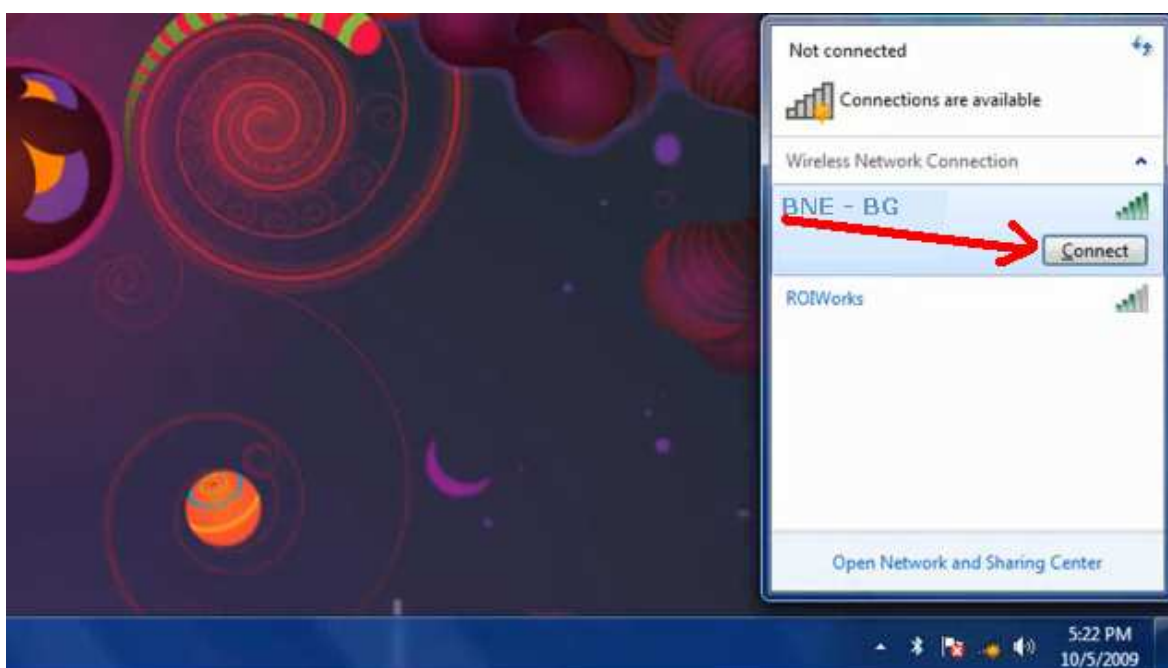 Not connected
Connections are available
Wireless Network Connection
BNE - BG
Connect
ROIWorks
Open Network and Sharing Center
5:22 PM
10/5/2009